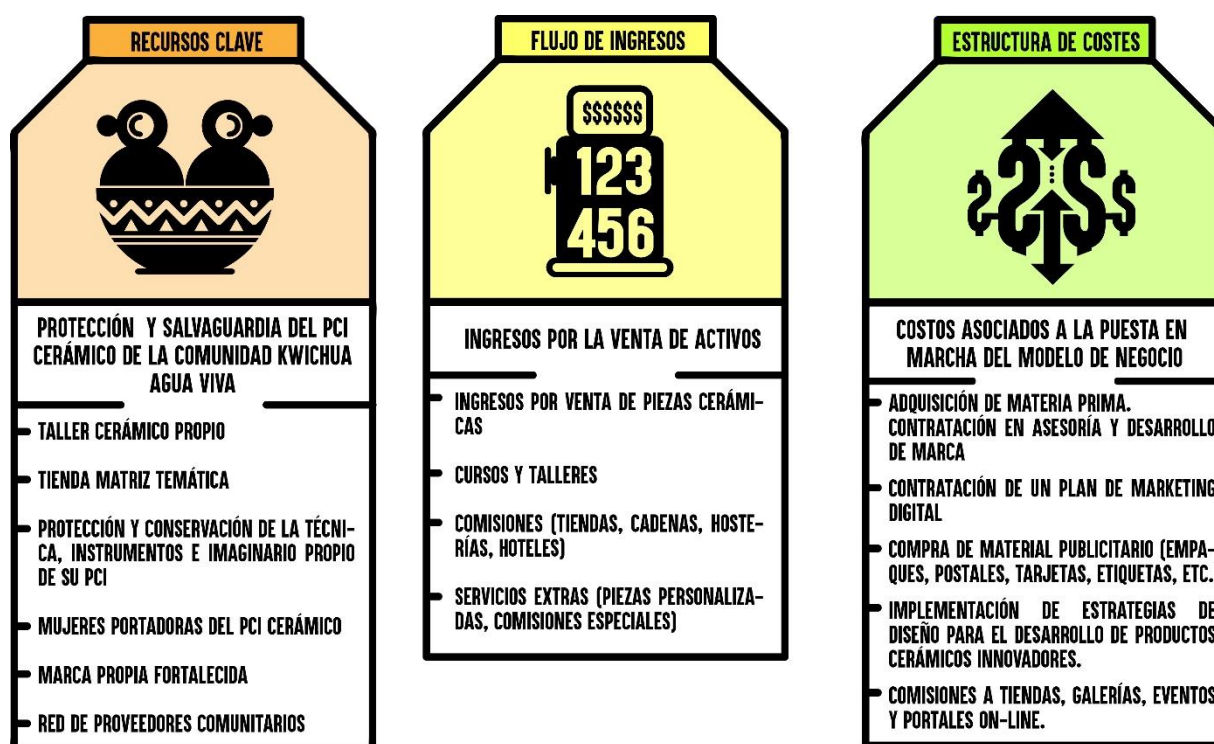 RECURSOS CLAVE
PROTECCIÓN Y SALVAGUARDIA DEL PCI
CERÁMICO DE LA COMUNIDAD KWICHUA
AGUA VIVA
TALLER CERÁMICO PROPIO
TIENDA MATRIZ TEMÁTICA
PROTECCIÓN Y CONSERVACIÓN DE LA TÉCNI-
CA, INSTRUMENTOS E IMAGINARIO PROPIO
DE SU PCI
MUJERES PORTADORAS DEL PCI CERÁMICO
MARCA PROPIA FORTALECIDA
RED DE PROVEEDORES COMUNITARIOS
FLUJO DE INGRESOS
$$$$$$
123
456
INGRESOS POR LA VENTA DE ACTIVOS
INGRESOS POR VENTA DE PIEZAS CERÁMI-
CAS
CURSOS Y TALLERES
COMISIONES (TIENDAS, CADENAS, HOSTE-
RÍAS, HOTELES)
SERVICIOS EXTRAS (PIEZAS PERSONALIZA-
DAS, COMISIONES ESPECIALES)
ESTRUCTURA DE COSTES
COSTOS ASOCIADOS A LA PUESTA EN
MARCHA DEL MODELO DE NEGOCIO
ADQUISICIÓN DE MATERIA PRIMA.
CONTRATACIÓN EN ASESORÍA Y DESARROLLO
DE MARCA
CONTRATACIÓN DE UN PLAN DE MARKETING
DIGITAL
COMPRA DE MATERIAL PUBLICITARIO (EMPA-
QUES, POSTALES, TARJETAS, ETIQUETAS, ETC.
IMPLEMENTACIÓN DE ESTRATEGIAS DE
DISEÑO PARA EL DESARROLLO DE PRODUCTOS
CERÁMICOS INNOVADORES.
COMISIONES A TIENDAS, GALERÍAS, EVENTOS
Y PORTALES ON-LINE.